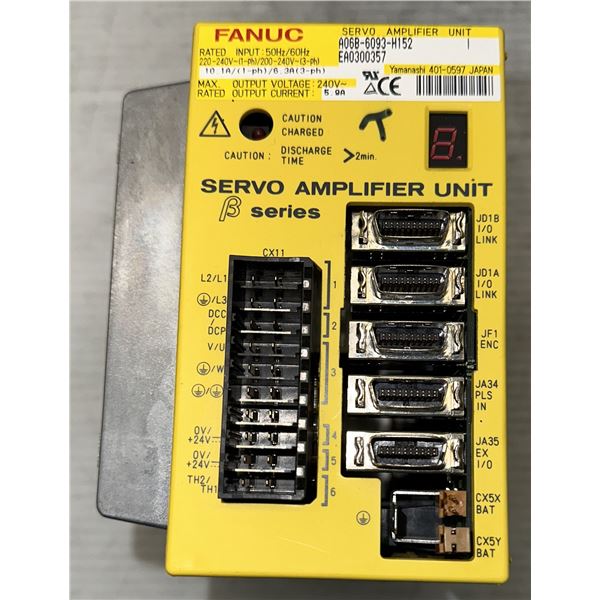 FANUC
SERVO AMPLIFIER UNIT
A06B-6093-H152 I
RATED INPUT:50Hz/60Hz
EA0300357
220-240V~(1-ph)/200-240V~(3-ph)
10.1A/(1-ph)/6.3A(3-ph)
Yamanashi 401-0597 JAPAN
MAX. OUTPUT VOLTAGE:240V~
RATED OUTPUT CURRENT: 5.9A
CE
CAUTION
CHARGED
CAUTION: DISCHARGE TIME >2min.
SERVO AMPLIFIER UNIT
β series
CX11
L2/L1
/L3
DCC/
DCP
V/U
/W
/
0V/
+24V
0V/
+24V
TH2/
TH1
1
2
3
4
5
6
JD1B
I/O
LINK
JD1A
I/O
LINK
JF1
ENC
JA34
PLS
IN
JA35
EX
I/O
CX5X
BAT
CX5Y
BAT